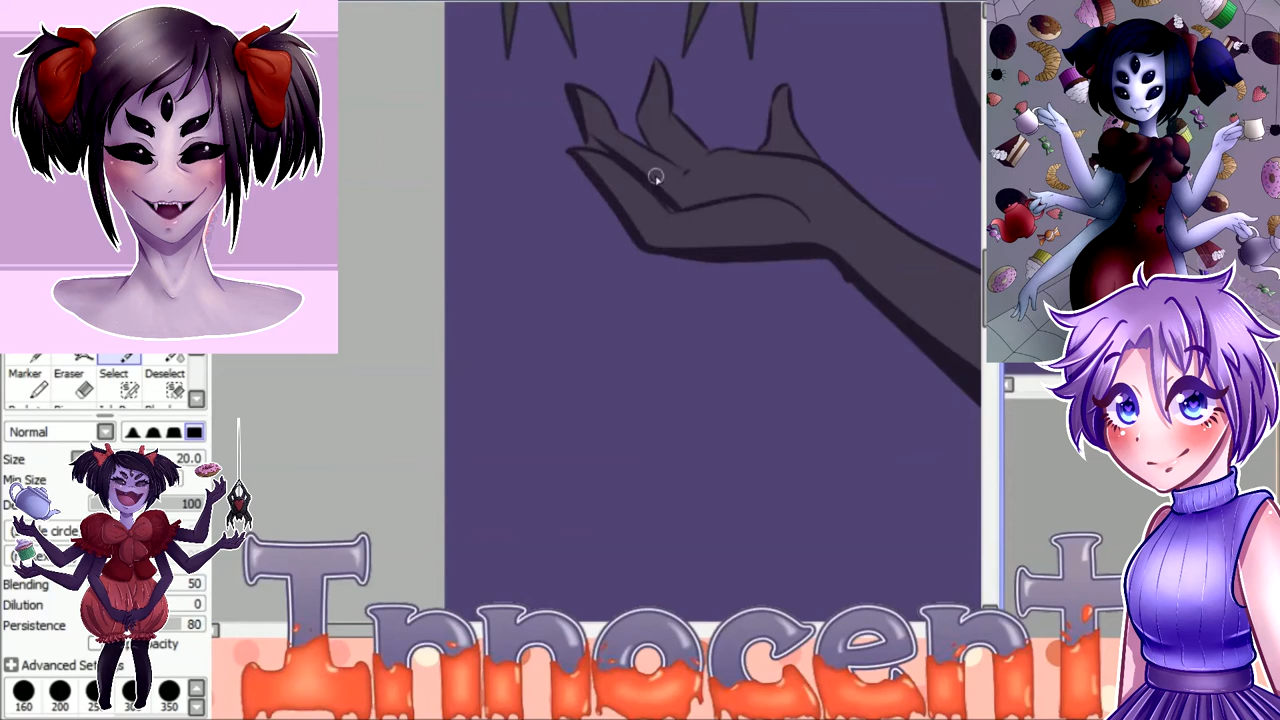 Marker Eraser Select Deselect
Normal
Size 20.0
Min Size
100
Blending 50
Dilution 0
Persistence 80
Advanced Set
160 200 350
Innocent